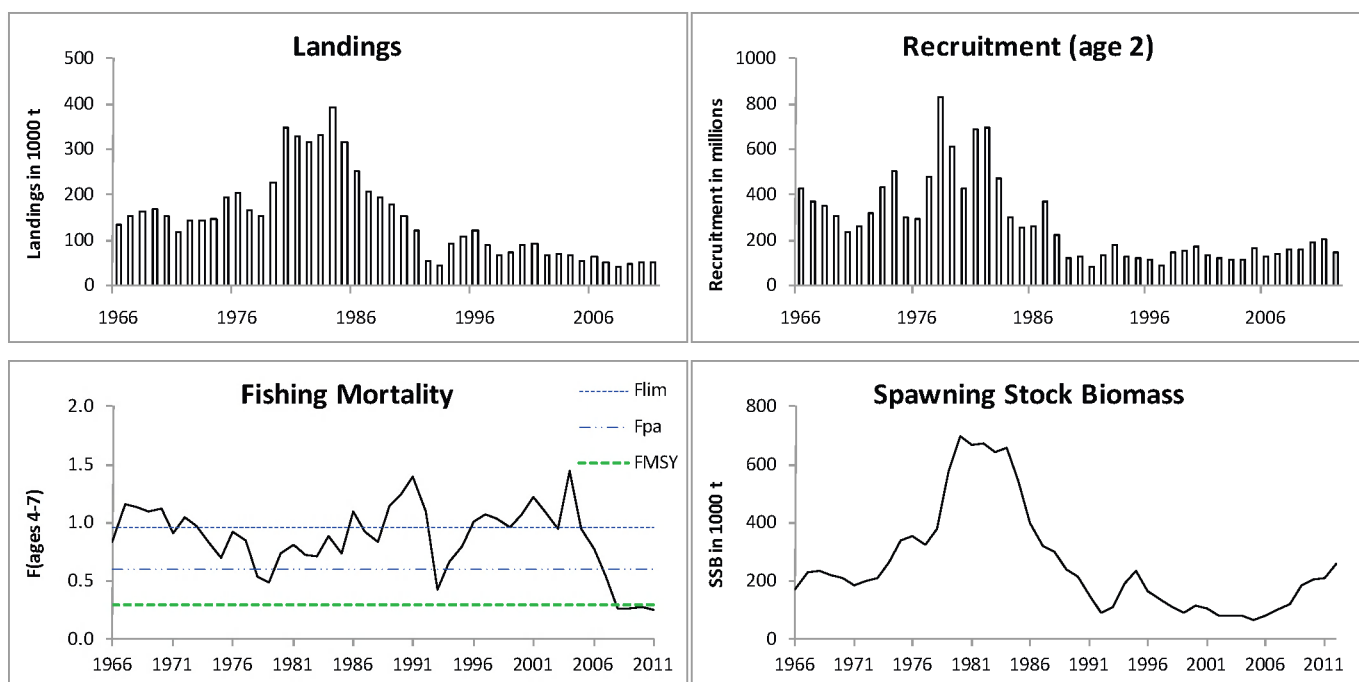 Landings
Landings in 1000 t
500
400
300
200
100
0
1966 1976 1986 1996 2006
Recruitment (age 2)
Recruitment in millions
1000
800
600
400
200
0
1966 1976 1986 1996 2006
Fishing Mortality
Flim
Fpa
FMSY
F(ages 4-7)
2.0
1.5
1.0
0.5
0.0
1966 1971 1976 1981 1986 1991 1996 2001 2006 2011
Spawning Stock Biomass
SSB in 1000 t
800
600
400
200
0
1966 1971 1976 1981 1986 1991 1996 2001 2006 2011